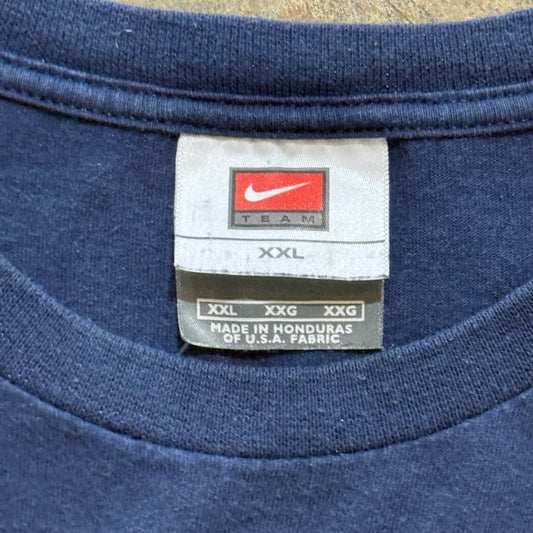 TEAM
XXL
XXL XXG XXG
MADE IN HONDURAS
OF U.S.A. FABRIC